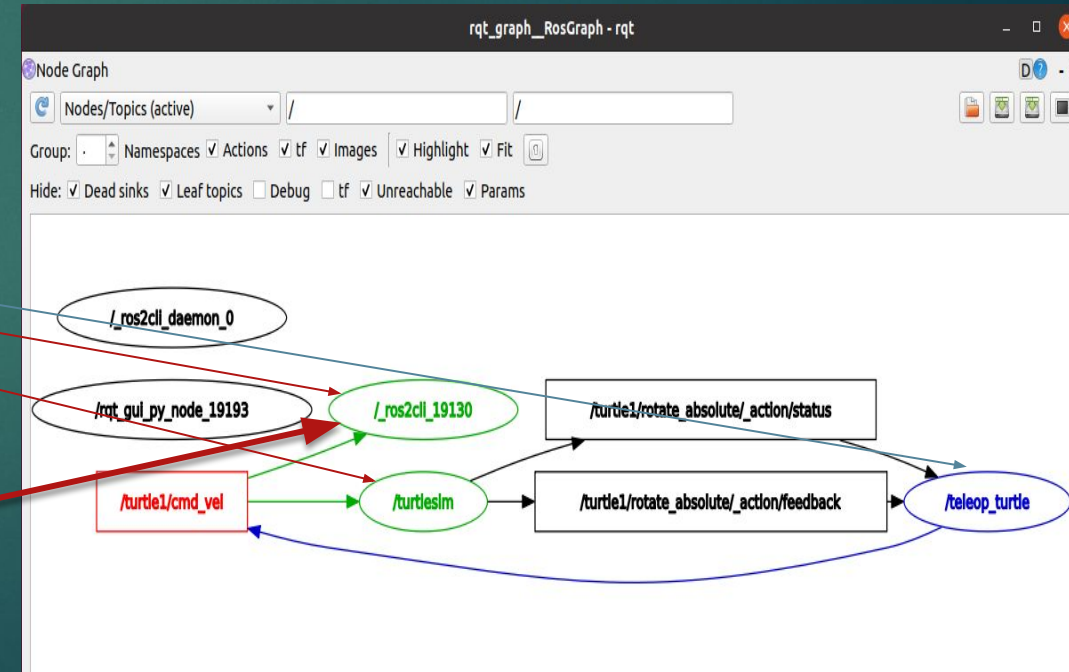 rqt_graph__RosGraph - rqt
Node Graph
D? -
Nodes/Topics (active) / /
Group: Namespaces Actions tf Images Highlight Fit
Hide: Dead sinks Leaf topics Debug tf Unreachable Params
/_ros2cli_daemon_0
/rqt_gui_py_node_19193 /_ros2cli_19130 /turtle1/rotate_absolute/_action/status
/turtle1/cmd_vel /turtlesim /turtle1/rotate_absolute/_action/feedback /teleop_turtle